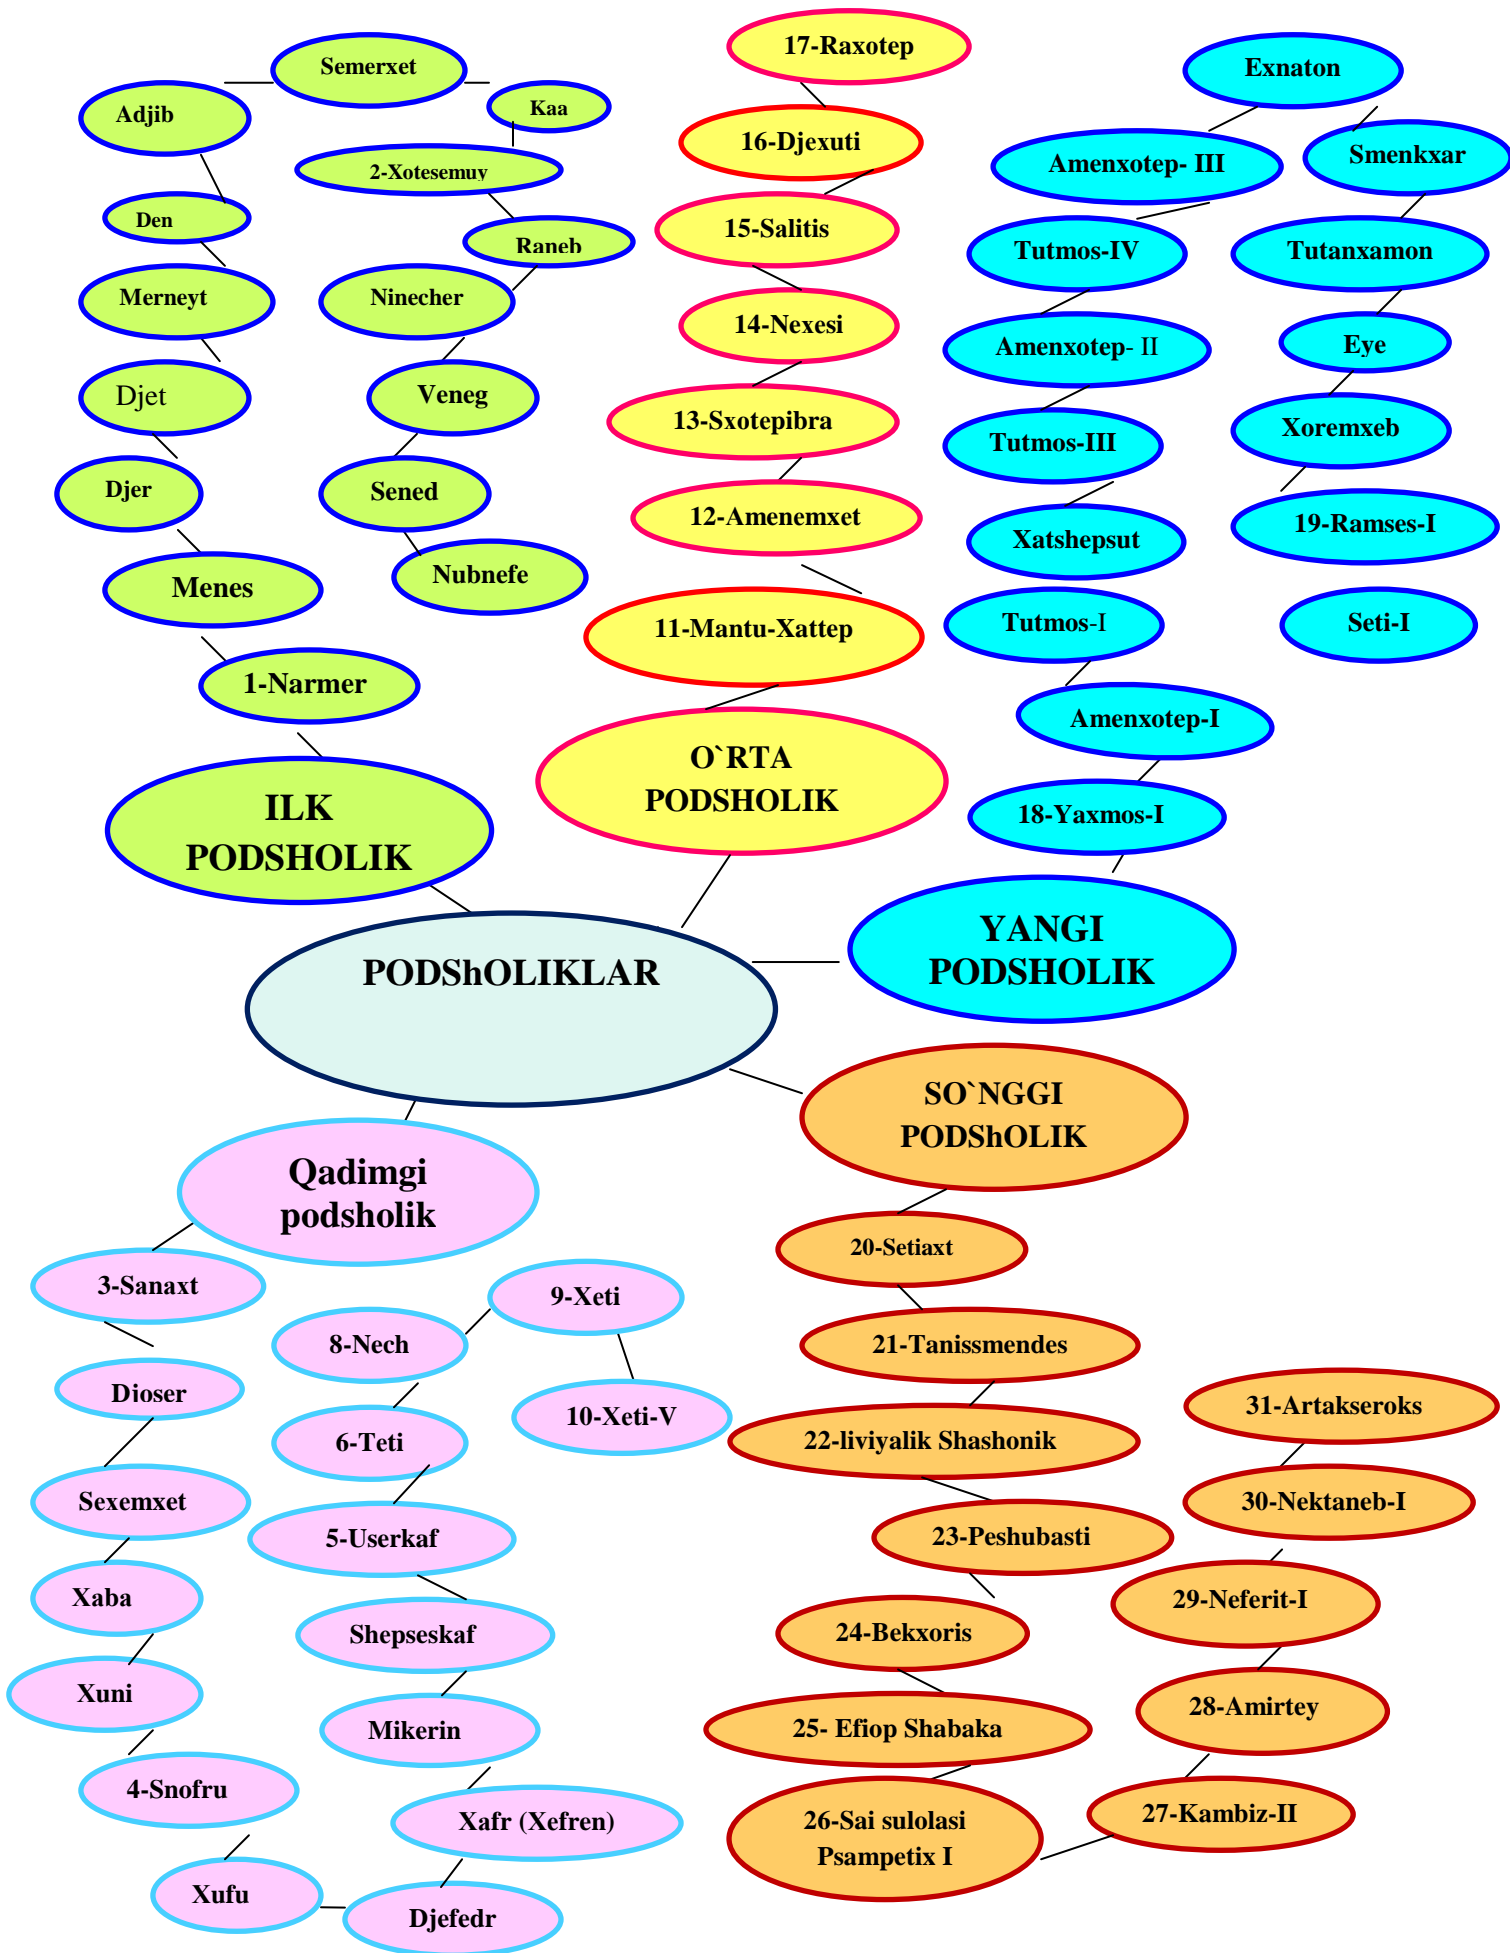 Semerxet
Adjib
Kaa
2-Xotesemuy
Den
Raneb
Merneyt
Ninecher
Djet
Veneg
Djer
Sened
Menes
Nubnefe
1-Narmer
ILK
PODSHOLIK
17-Raxotep
16-Djexuti
15-Salitis
14-Nexesi
13-Sxotepibra
12-Amenemxet
11-Mantu-Xattep
O`RTA
PODSHOLIK
Exnaton
Amenxotep- III
Smenkxar
Tutmos-IV
Tutanxamon
Amenxotep- II
Eye
Tutmos-III
Xoremxeb
Xatshepsut
19-Ramses-I
Tutmos-I
Seti-I
Amenxotep-I
18-Yaxmos-I
YANGI
PODSHOLIK
PODShOLIKLAR
SO`NGGI
PODShOLIK
20-Setiaxt
21-Tanissmendes
22-liviyalik Shashonik
23-Peshubasti
24-Bekxoris
25- Efiop Shabaka
26-Sai sulolasi
Psampetix I
31-Artakseroks
30-Nektaneb-I
29-Neferit-I
28-Amirtey
27-Kambiz-II
Qadimgi
podsholik
3-Sanaxt
Dioser
Sexemxet
Xaba
Xuni
4-Snofru
Xufu
9-Xeti
8-Nech
10-Xeti-V
6-Teti
5-Userkaf
Shepseskaf
Mikerin
Xafr (Xefren)
Djefedr